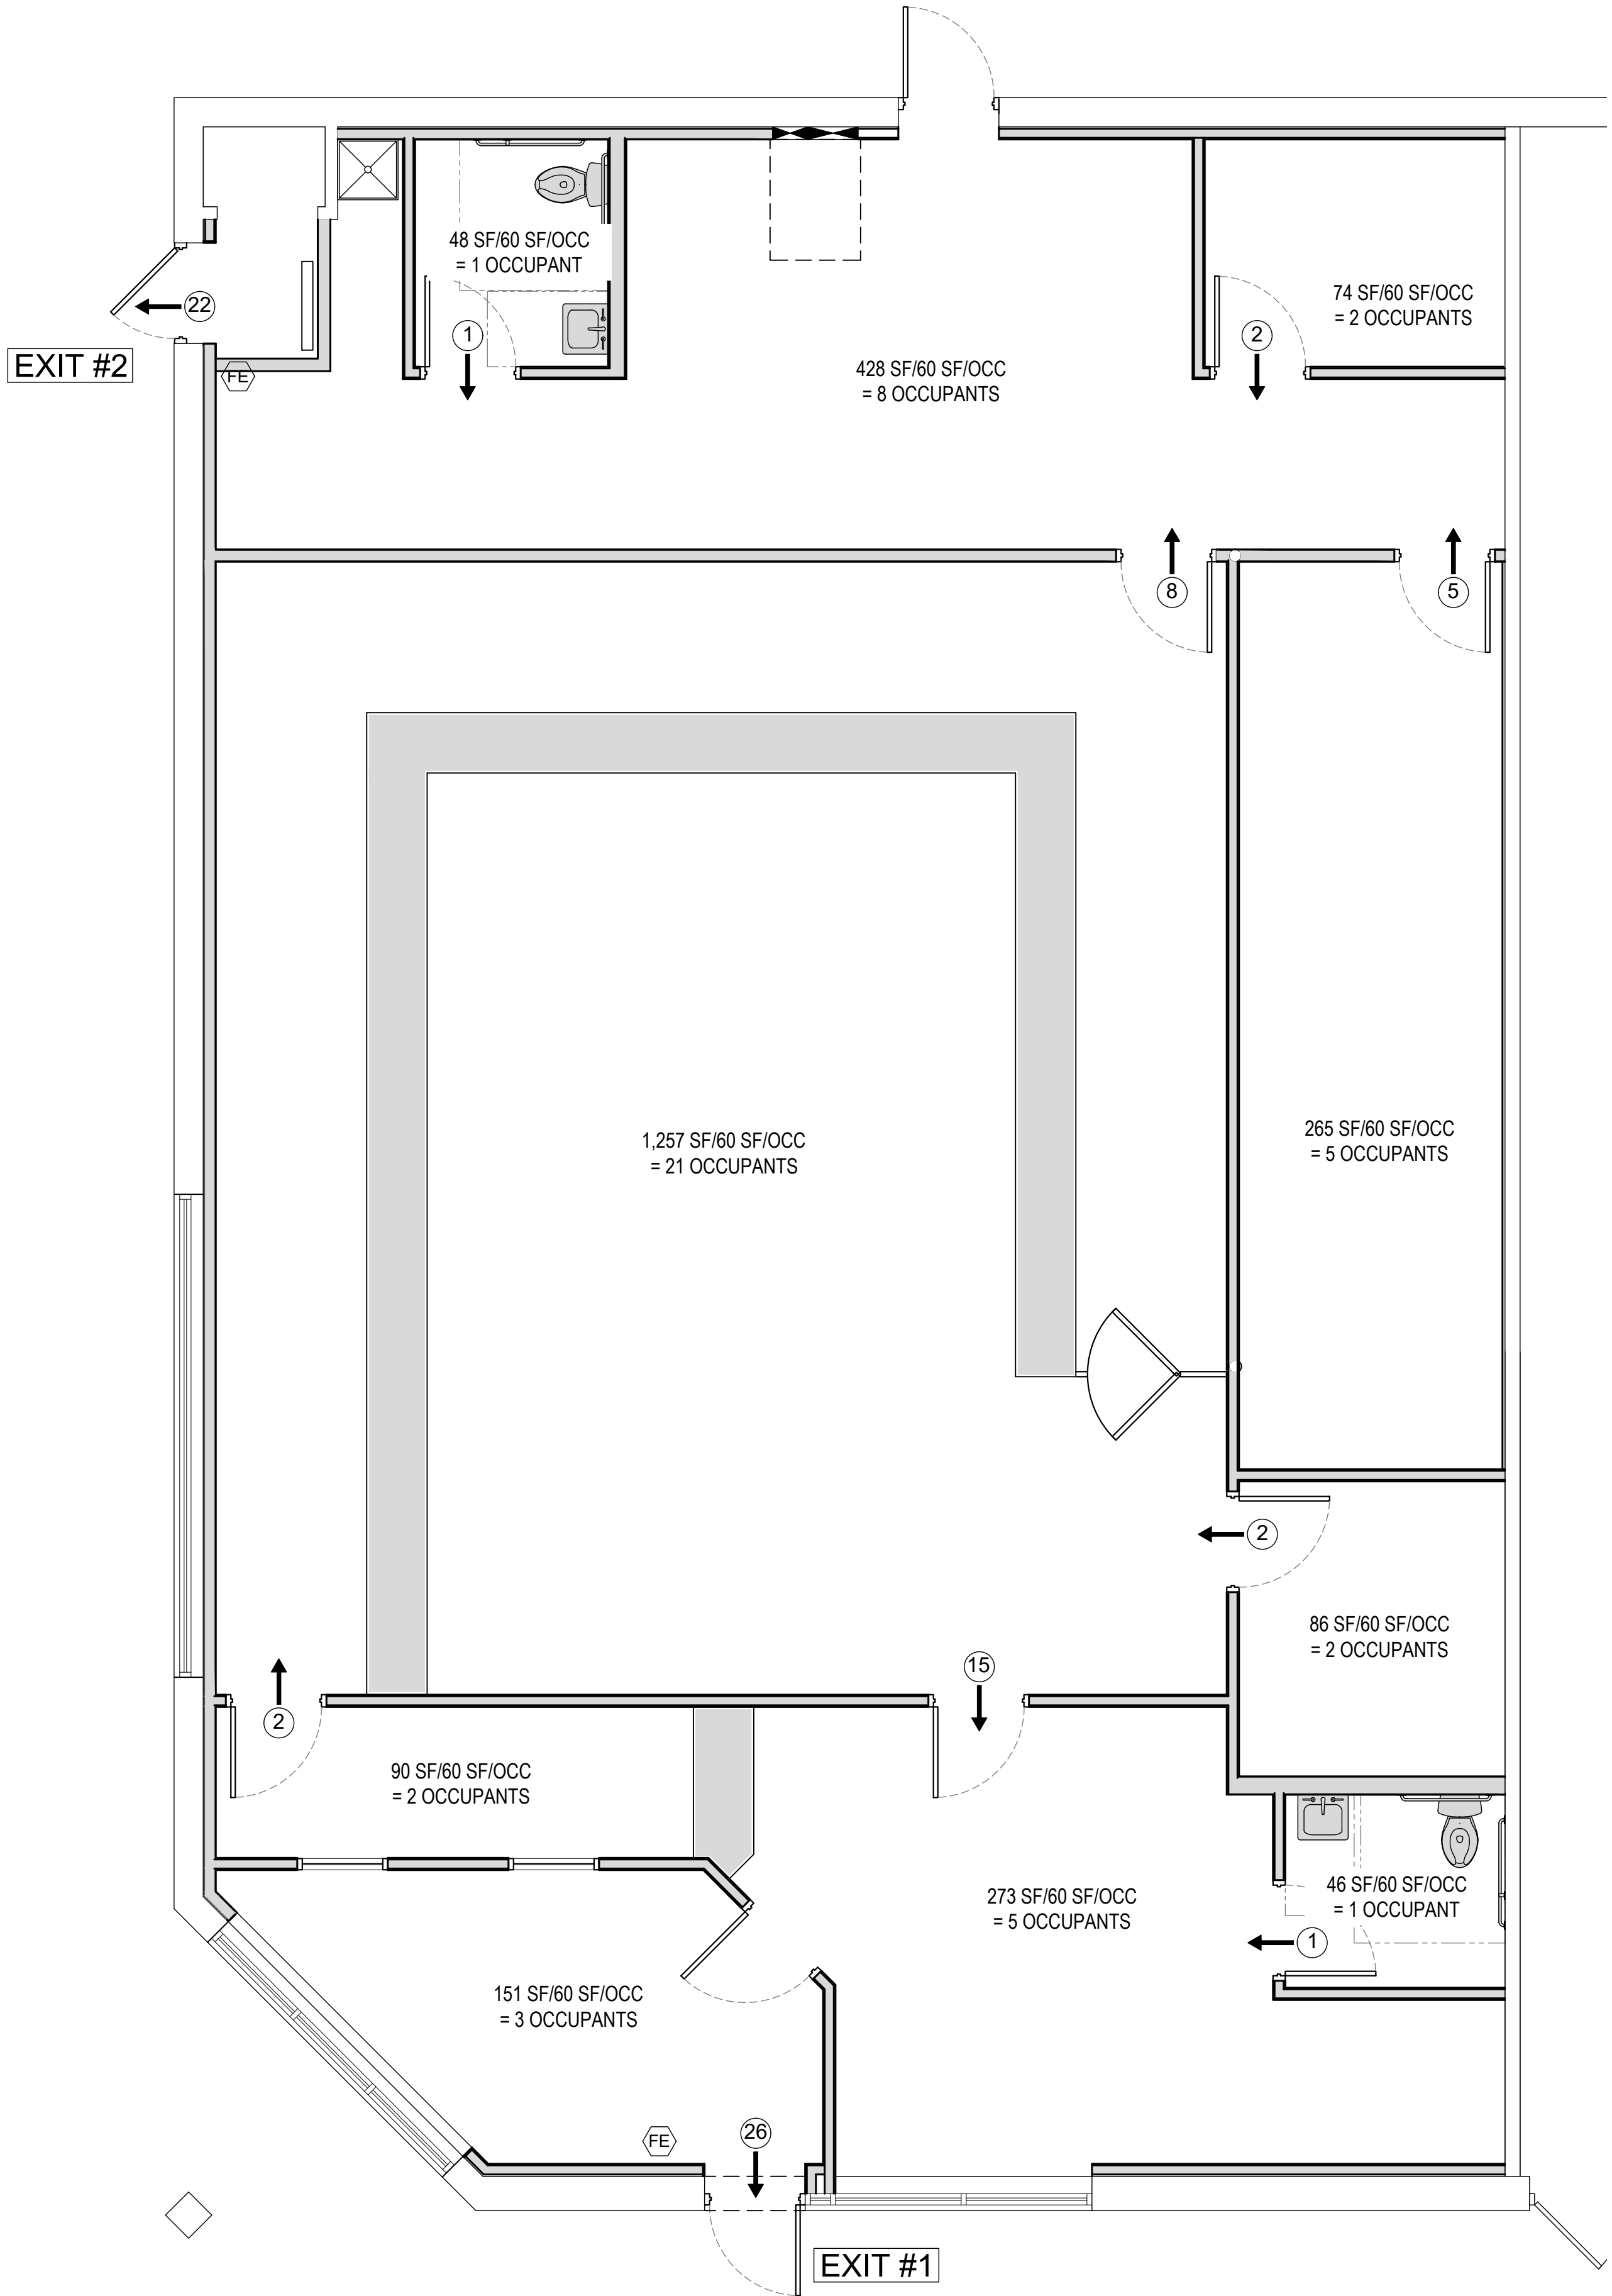 48 SF/60 SF/OCC
= 1 OCCUPANT
22
74 SF/60 SF/OCC
= 2 OCCUPANTS
1
2
EXIT #2
FE
428 SF/60 SF/OCC
= 8 OCCUPANTS
8
5
1,257 SF/60 SF/OCC
= 21 OCCUPANTS
265 SF/60 SF/OCC
= 5 OCCUPANTS
2
86 SF/60 SF/OCC
= 2 OCCUPANTS
15
2
90 SF/60 SF/OCC
= 2 OCCUPANTS
273 SF/60 SF/OCC
= 5 OCCUPANTS
46 SF/60 SF/OCC
= 1 OCCUPANT
1
151 SF/60 SF/OCC
= 3 OCCUPANTS
26
FE
EXIT #1